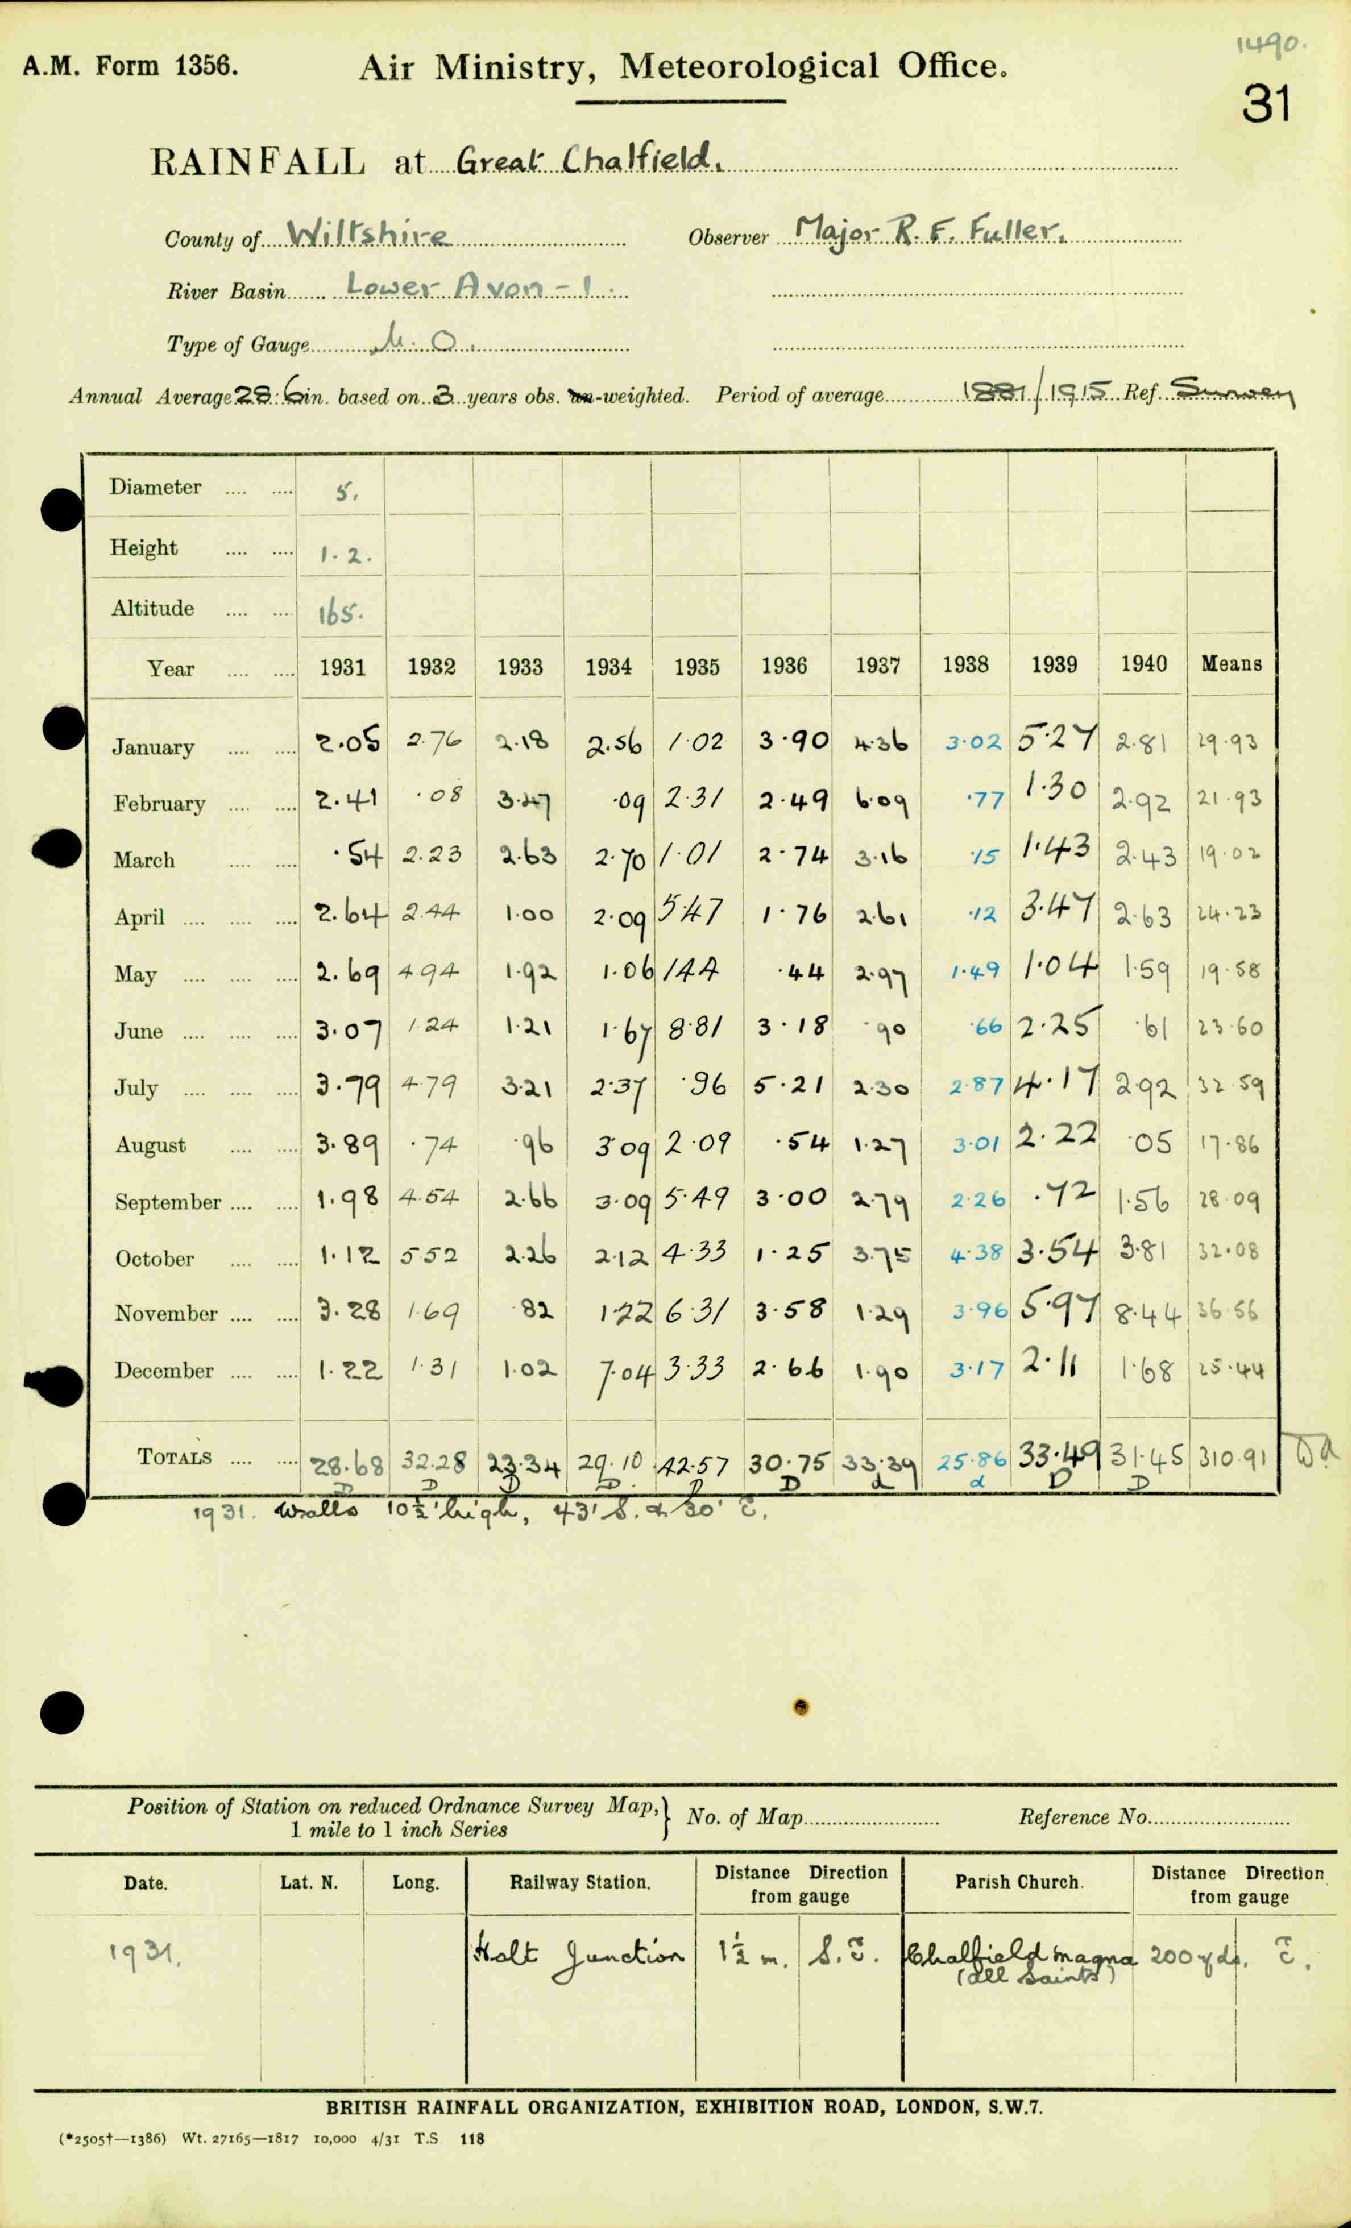 1490.
A.M. Form 1356. Air Ministry, Meteorological Office.
31
RAINFALL at Great Chalfield.
County of Wiltshire Observer Major R. F. Fuller.
River Basin Lower Avon - 1.
Type of Gauge M. O.
Annual Average 28.6 in. based on 3 years obs. un-weighted. Period of average 1881/1915 Ref. Survey
Diameter .... .... 5.
Height .... .... 1. 2.
Altitude .... .... 165.
Year .... .... 1931 1932 1933 1934 1935 1936 1937 1938 1939 1940 Means
January .... .... 2.05 2.76 2.18 2.56 1.02 3.90 4.36 3.02 5.27 2.81 29.93
February .... .... 2.41 .08 3.47 .09 2.31 2.49 6.09 .77 1.30 2.92 21.93
March .... .... .54 2.23 2.63 2.70 1.01 2.74 3.16 .15 1.43 2.43 19.02
April .... .... .... 2.64 2.44 1.00 2.09 5.47 1.76 2.61 .12 3.47 2.63 24.23
May .... .... .... 2.69 4.94 1.92 1.06 1.44 .44 2.97 1.49 1.04 1.59 19.58
June .... .... .... 3.07 1.24 1.21 1.67 8.81 3.18 .90 .66 2.25 .61 23.60
July .... .... .... 3.79 4.79 3.21 2.37 .96 5.21 2.30 2.87 4.17 2.92 32.59
August .... .... 3.89 .74 .96 3.09 2.09 .54 1.27 3.01 2.22 .05 17.86
September .... .... 1.98 4.54 2.66 3.09 5.49 3.00 2.79 2.26 .72 1.56 28.09
October .... .... 1.12 5.52 2.26 2.12 4.33 1.25 3.75 4.38 3.54 3.81 32.08
November .... .... 3.28 1.69 .82 1.22 6.31 3.58 1.29 3.96 5.97 8.44 36.56
December .... .... 1.22 1.31 1.02 7.04 3.33 2.66 1.90 3.17 2.11 1.68 25.44
TOTALS .... .... 28.68 32.28 23.34 29.10 42.57 30.75 33.39 25.86 33.49 31.45 310.91
D D D D D D d d D D
1931. Walls 10½' high, 43' S. & 30' E.
Position of Station on reduced Ordnance Survey Map, } No. of Map Reference No.
1 mile to 1 inch Series
Date. Lat. N. Long. Railway Station. Distance Direction from gauge Parish Church. Distance Direction from gauge
1931. Holt Junction 1½ m. S.E. Chalfield Magna 200 yds. E.
(All Saints)
BRITISH RAINFALL ORGANIZATION, EXHIBITION ROAD, LONDON, S.W.7.
(*2505†—1386) Wt. 27165—1817 10,000 4/31 T.S 118